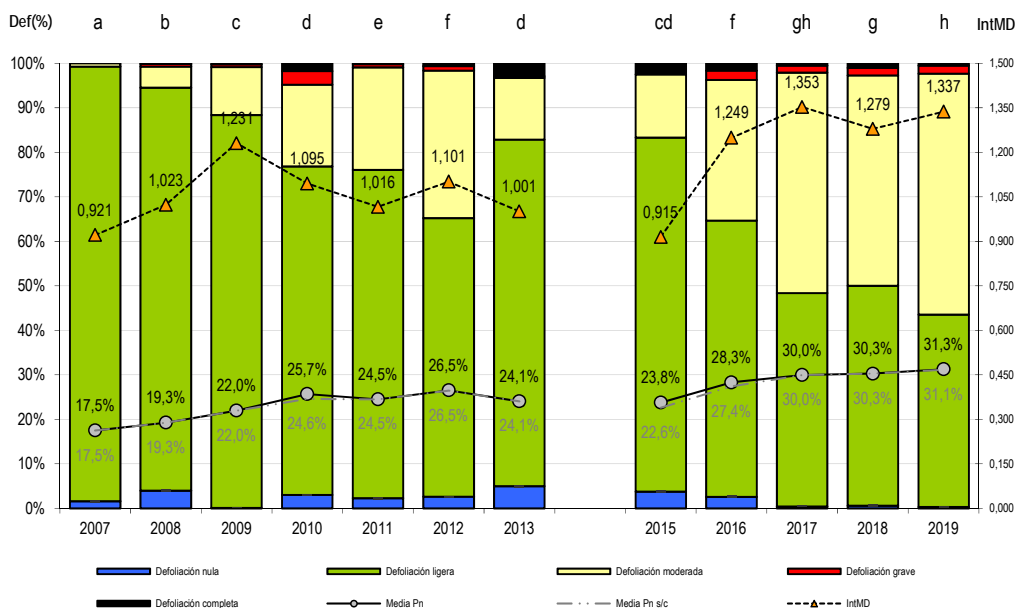 Def(%) a b c d e f d cd f gh g h IntMD
100% 1,500
90% 1,350
80% 1,200
70% 1,050
60% 0,900
50% 0,750
40% 0,600
30% 0,450
20% 0,300
10% 0,150
0% 0,000
0,921 1,023 1,231 1,095 1,016 1,101 1,001 0,915 1,249 1,353 1,279 1,337
17,5% 19,3% 22,0% 25,7% 24,5% 26,5% 24,1% 23,8% 28,3% 30,0% 30,3% 31,3%
17,5% 19,3% 22,0% 24,6% 24,5% 26,5% 24,1% 22,6% 27,4% 30,0% 30,3% 31,1%
2007 2008 2009 2010 2011 2012 2013 2015 2016 2017 2018 2019
Defoliación nula Defoliación ligera Defoliación moderada Defoliación grave
Defoliación completa Media Pn Media Pn s/c IntMD